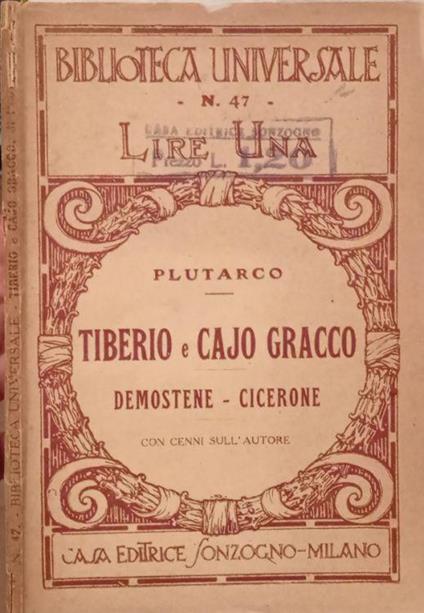 BIBLIOTECA UNIVERSALE
- N. 47 -
LIRE UNA
CASA EDITRICE SONZOGNO
Prezzo L. 1,20
PLUTARCO
TIBERIO e CAJO GRACCO
DEMOSTENE - CICERONE
CON CENNI SULL'AUTORE
CASA EDITRICE SONZOGNO-MILANO
N. 47. - BIBLIOTECA UNIVERSALE - TIBERIO e CAJO GRACCO.